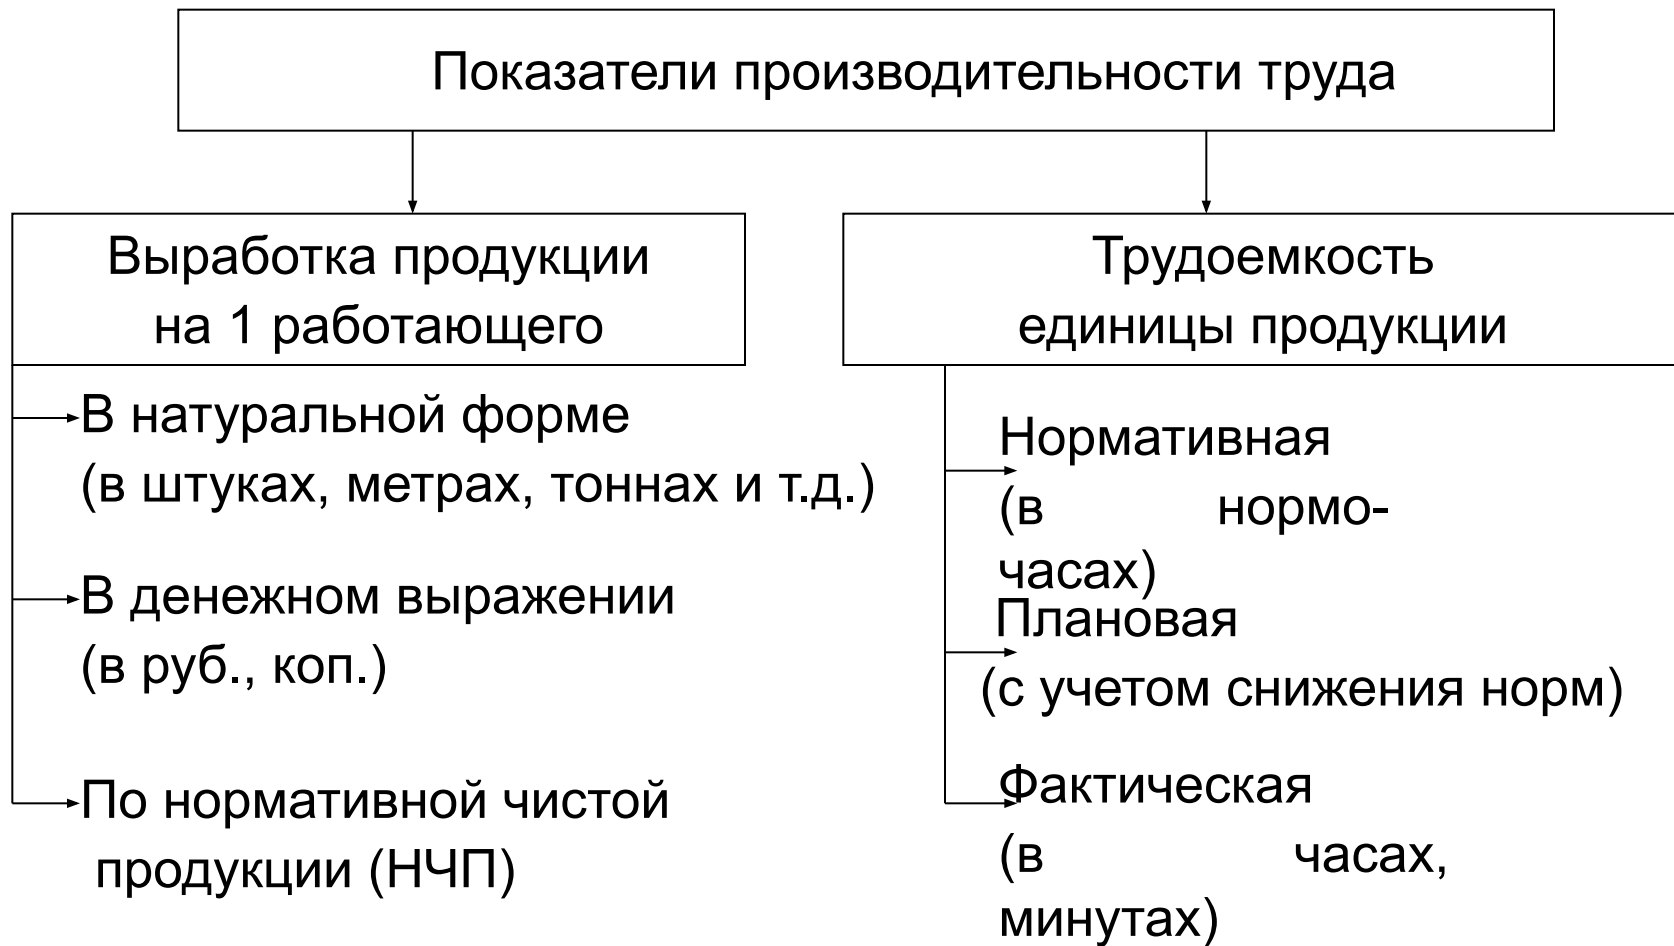 Показатели производительности труда
Выработка продукции
на 1 работающего
В натуральной форме
(в штуках, метрах, тоннах и т.д.)
В денежном выражении
(в руб., коп.)
По нормативной чистой
продукции (НЧП)
Трудоемкость
единицы продукции
Нормативная
(в нормо-
часах)
Плановая
(с учетом снижения норм)
Фактическая
(в часах,
минутах)